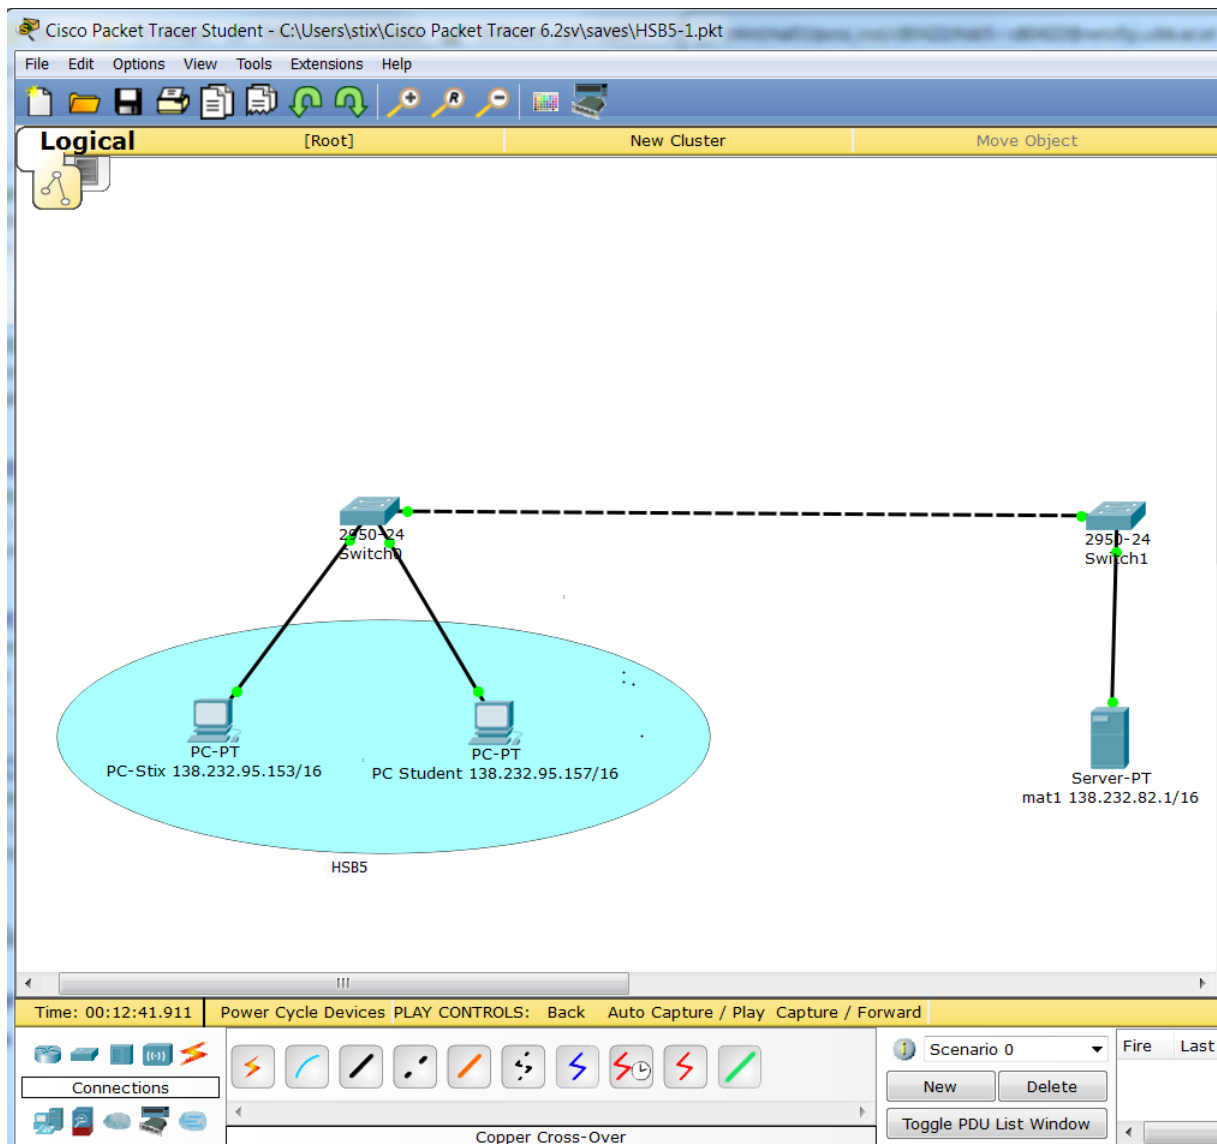 Cisco Packet Tracer Student - C:\Users\stix\Cisco Packet Tracer 6.2sv\saves\HSB5-1.pkt
File Edit Options View Tools Extensions Help
R
Logical [Root] New Cluster Move Object
2950-24
Switch0
2950-24
Switch1
PC-PT
PC-Stix 138.232.95.153/16
PC-PT
PC Student 138.232.95.157/16
Server-PT
mat1 138.232.82.1/16
HSB5
Time: 00:12:41.911 Power Cycle Devices PLAY CONTROLS: Back Auto Capture / Play Capture / Forward
Connections
Scenario 0
New Delete
Toggle PDU List Window
Fire Last
Copper Cross-Over